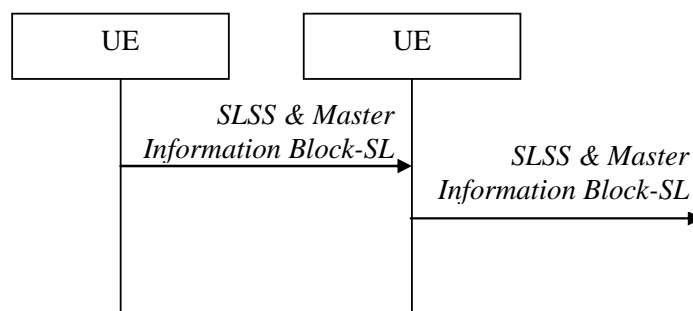 UE
UE
SLSS & Master
Information Block-SL
SLSS & Master
Information Block-SL